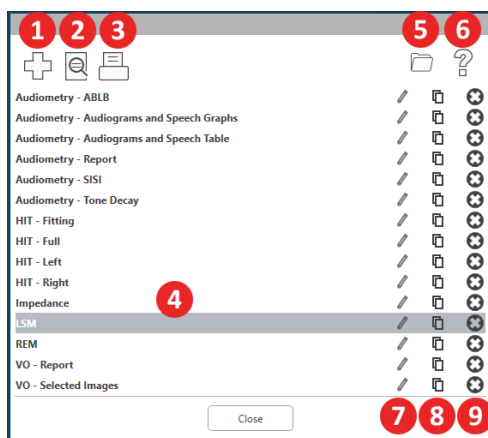 1 2 3 5 6
Audiometry - ABLB
Audiometry - Audiograms and Speech Graphs
Audiometry - Audiograms and Speech Table
Audiometry - Report
Audiometry - SISI
Audiometry - Tone Decay
HIT - Fitting
HIT - Full
HIT - Left
HIT - Right
Impedance 4
LSM
REM
VO - Report
VO - Selected Images
7 8 9
Close